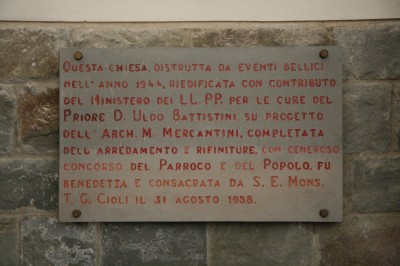 QUESTA CHIESA, DISTRUTTA DA EVENTI BELLICI
NELL'ANNO 1944, RIEDIFICATA CON CONTRIBUTO
DEL MINISTERO DEI LL. PP. PER LE CURE DEL
PRIORE D. ULDO BATTISTINI SU PROGETTO
DELL'ARCH. M. MERCANTINI, COMPLETATA
DELL'ARREDAMENTO E RIFINITURE, CON GENEROSO
CONCORSO DEL PARROCO E DEL POPOLO, FU
BENEDETTA E CONSACRATA DA S. E. MONS.
T. G. CIOLI IL 31 AGOSTO 1958.